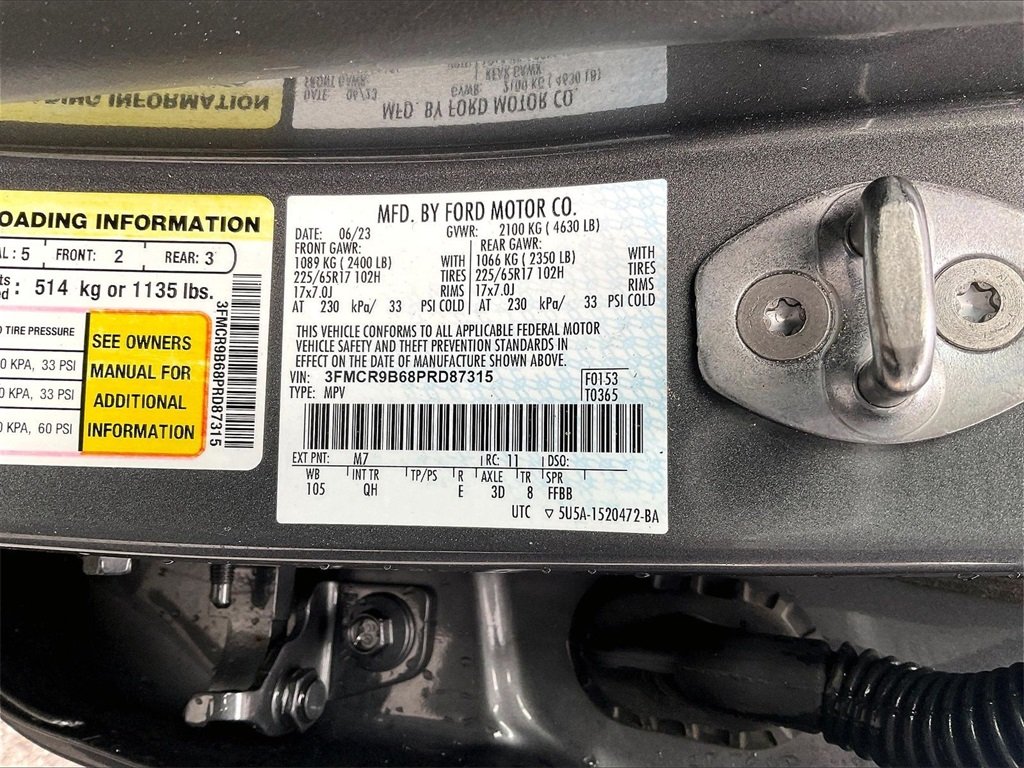 OADING INFORMATION
AL: 5 FRONT: 2 REAR: 3
514 kg or 1135 lbs.
TIRE PRESSURE
0 KPA, 33 PSI
0 KPA, 33 PSI
0 KPA, 60 PSI
SEE OWNERS
MANUAL FOR
ADDITIONAL
INFORMATION
3FMCR9B68PRD87315
MFD. BY FORD MOTOR CO.
DATE: 06/23 GVWR: 2100 KG ( 4630 LB)
FRONT GAWR: REAR GAWR:
1089 KG ( 2400 LB) WITH 1066 KG ( 2350 LB) WITH
225/65R17 102H TIRES 225/65R17 102H TIRES
17x7.0J RIMS 17x7.0J RIMS
AT 230 kPa/ 33 PSI COLD AT 230 kPa/ 33 PSI COLD
THIS VEHICLE CONFORMS TO ALL APPLICABLE FEDERAL MOTOR
VEHICLE SAFETY AND THEFT PREVENTION STANDARDS IN
EFFECT ON THE DATE OF MANUFACTURE SHOWN ABOVE.
VIN: 3FMCR9B68PRD87315 F0153
TYPE: MPV T0365
EXT PNT: M7 RC: 11 DSO:
WB INT TR TP/PS R AXLE TR SPR
105 QH E 3D 8 FFBB
UTC ▽ 5U5A-1520472-BA